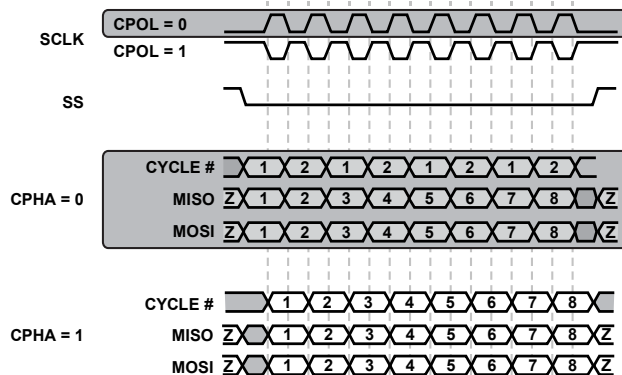 CPOL = 0
SCLK
CPOL = 1
SS
CYCLE # 1 2 1 2 1 2 1 2
CPHA = 0 MISO Z 1 2 3 4 5 6 7 8 Z
MOSI Z 1 2 3 4 5 6 7 8 Z
CYCLE # 1 2 3 4 5 6 7 8
CPHA = 1 MISO Z 1 2 3 4 5 6 7 8 Z
MOSI Z 1 2 3 4 5 6 7 8 Z